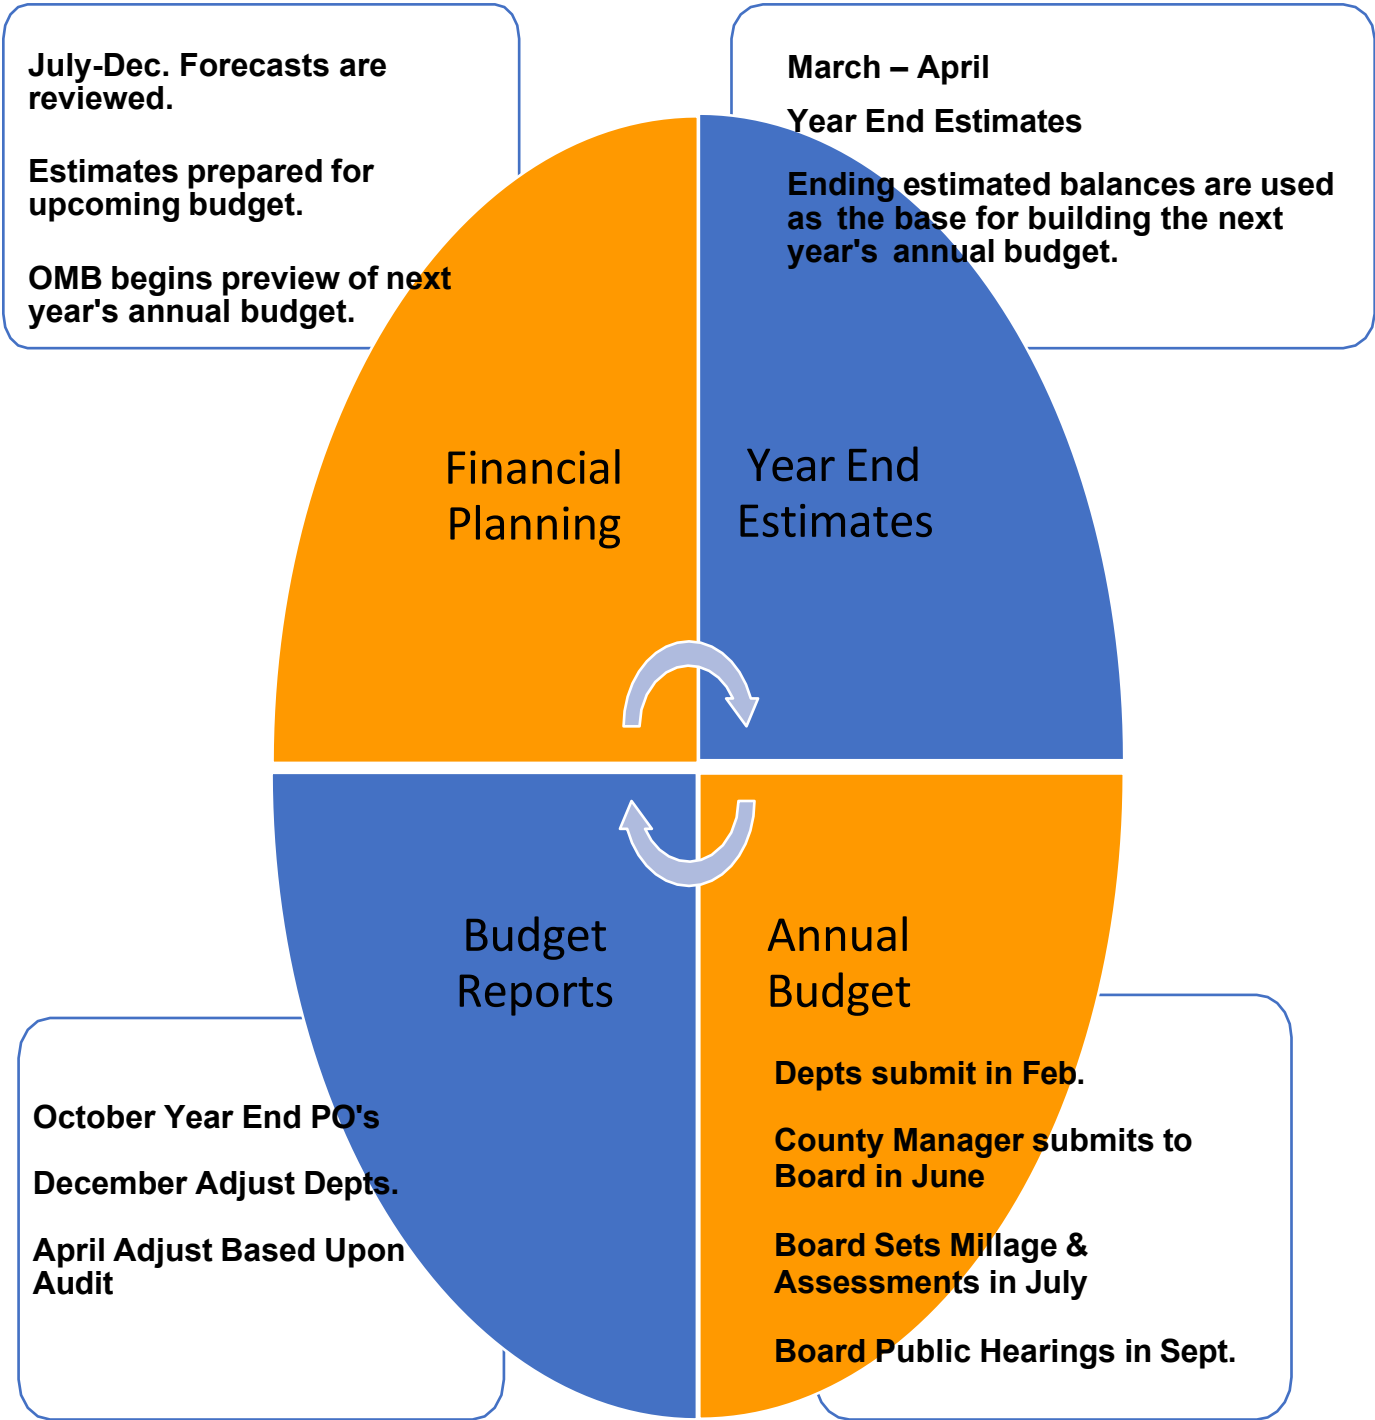 July-Dec. Forecasts are
reviewed.
Estimates prepared for
upcoming budget.
OMB begins preview of next
year's annual budget.
March – April
Year End Estimates
Ending estimated balances are used
as the base for building the next
year's annual budget.
Financial
Planning
Year End
Estimates
Budget
Reports
Annual
Budget
October Year End PO's
December Adjust Depts.
April Adjust Based Upon
Audit
Depts submit in Feb.
County Manager submits to
Board in June
Board Sets Millage &
Assessments in July
Board Public Hearings in Sept.